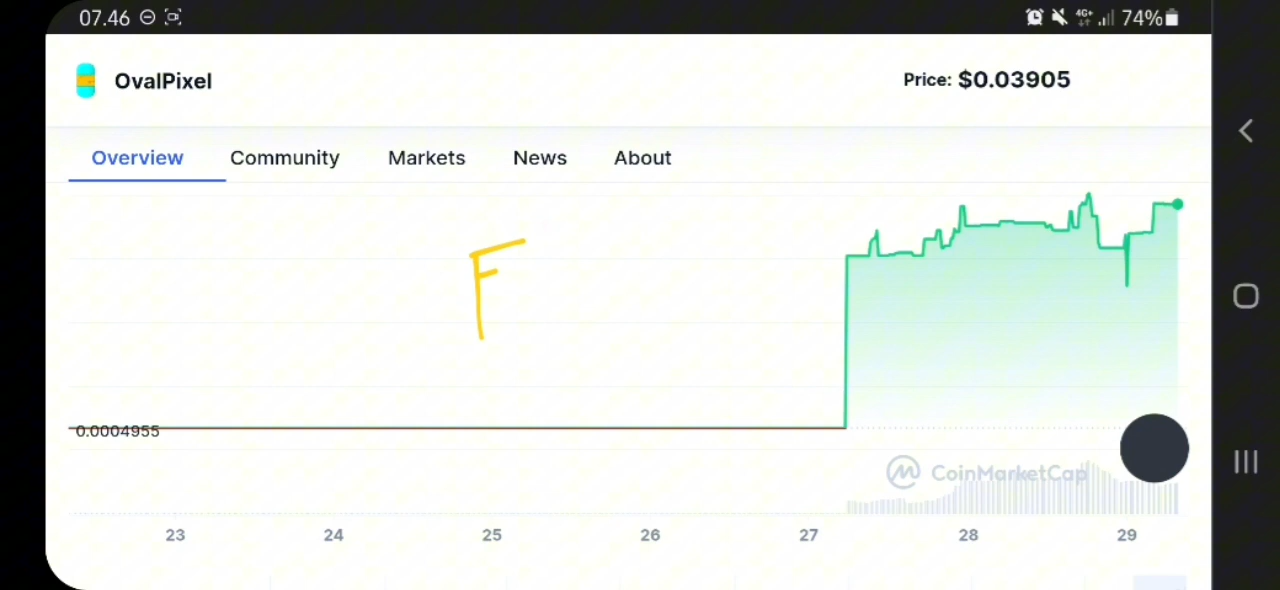 07.46 4G+ 74%
OvalPixel Price: $0.03905
Overview Community Markets News About
F
0.0004955
CoinMarketCap
23 24 25 26 27 28 29